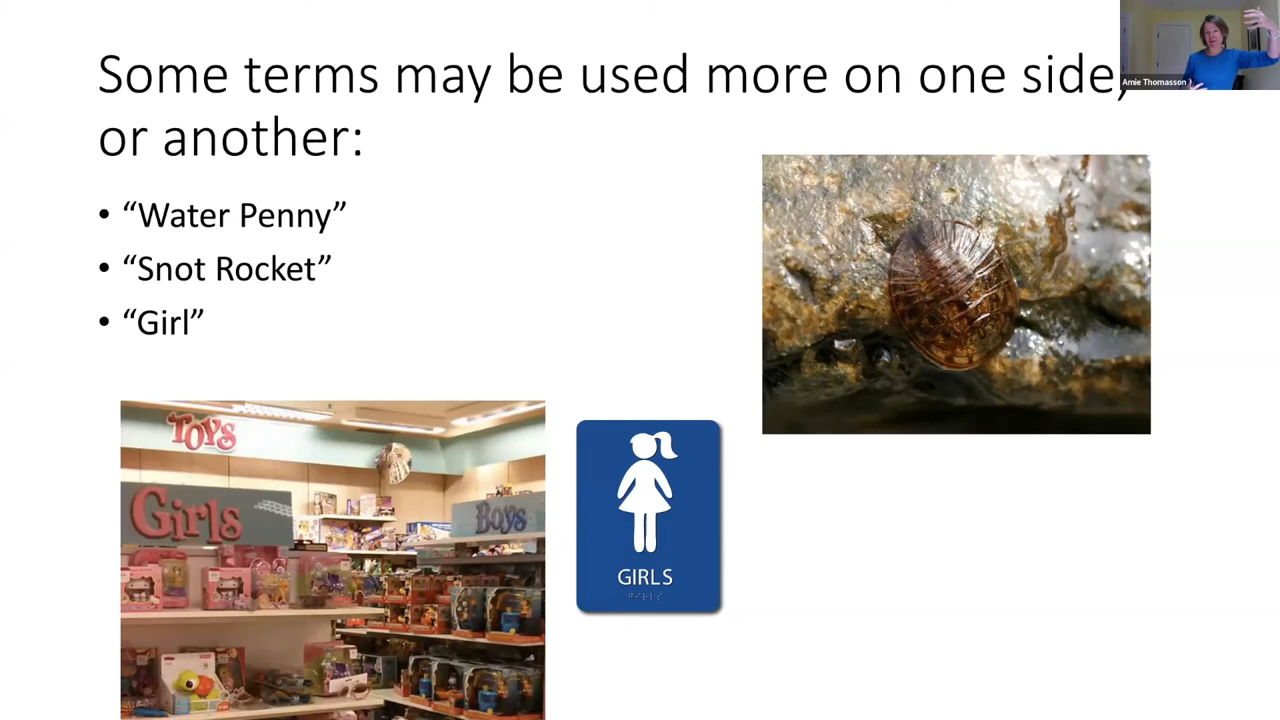 Some terms may be used more on one side,
or another:
• “Water Penny”
• “Snot Rocket”
• “Girl”
Amie Thomasson
TOYS
Girls
Boys
GIRLS